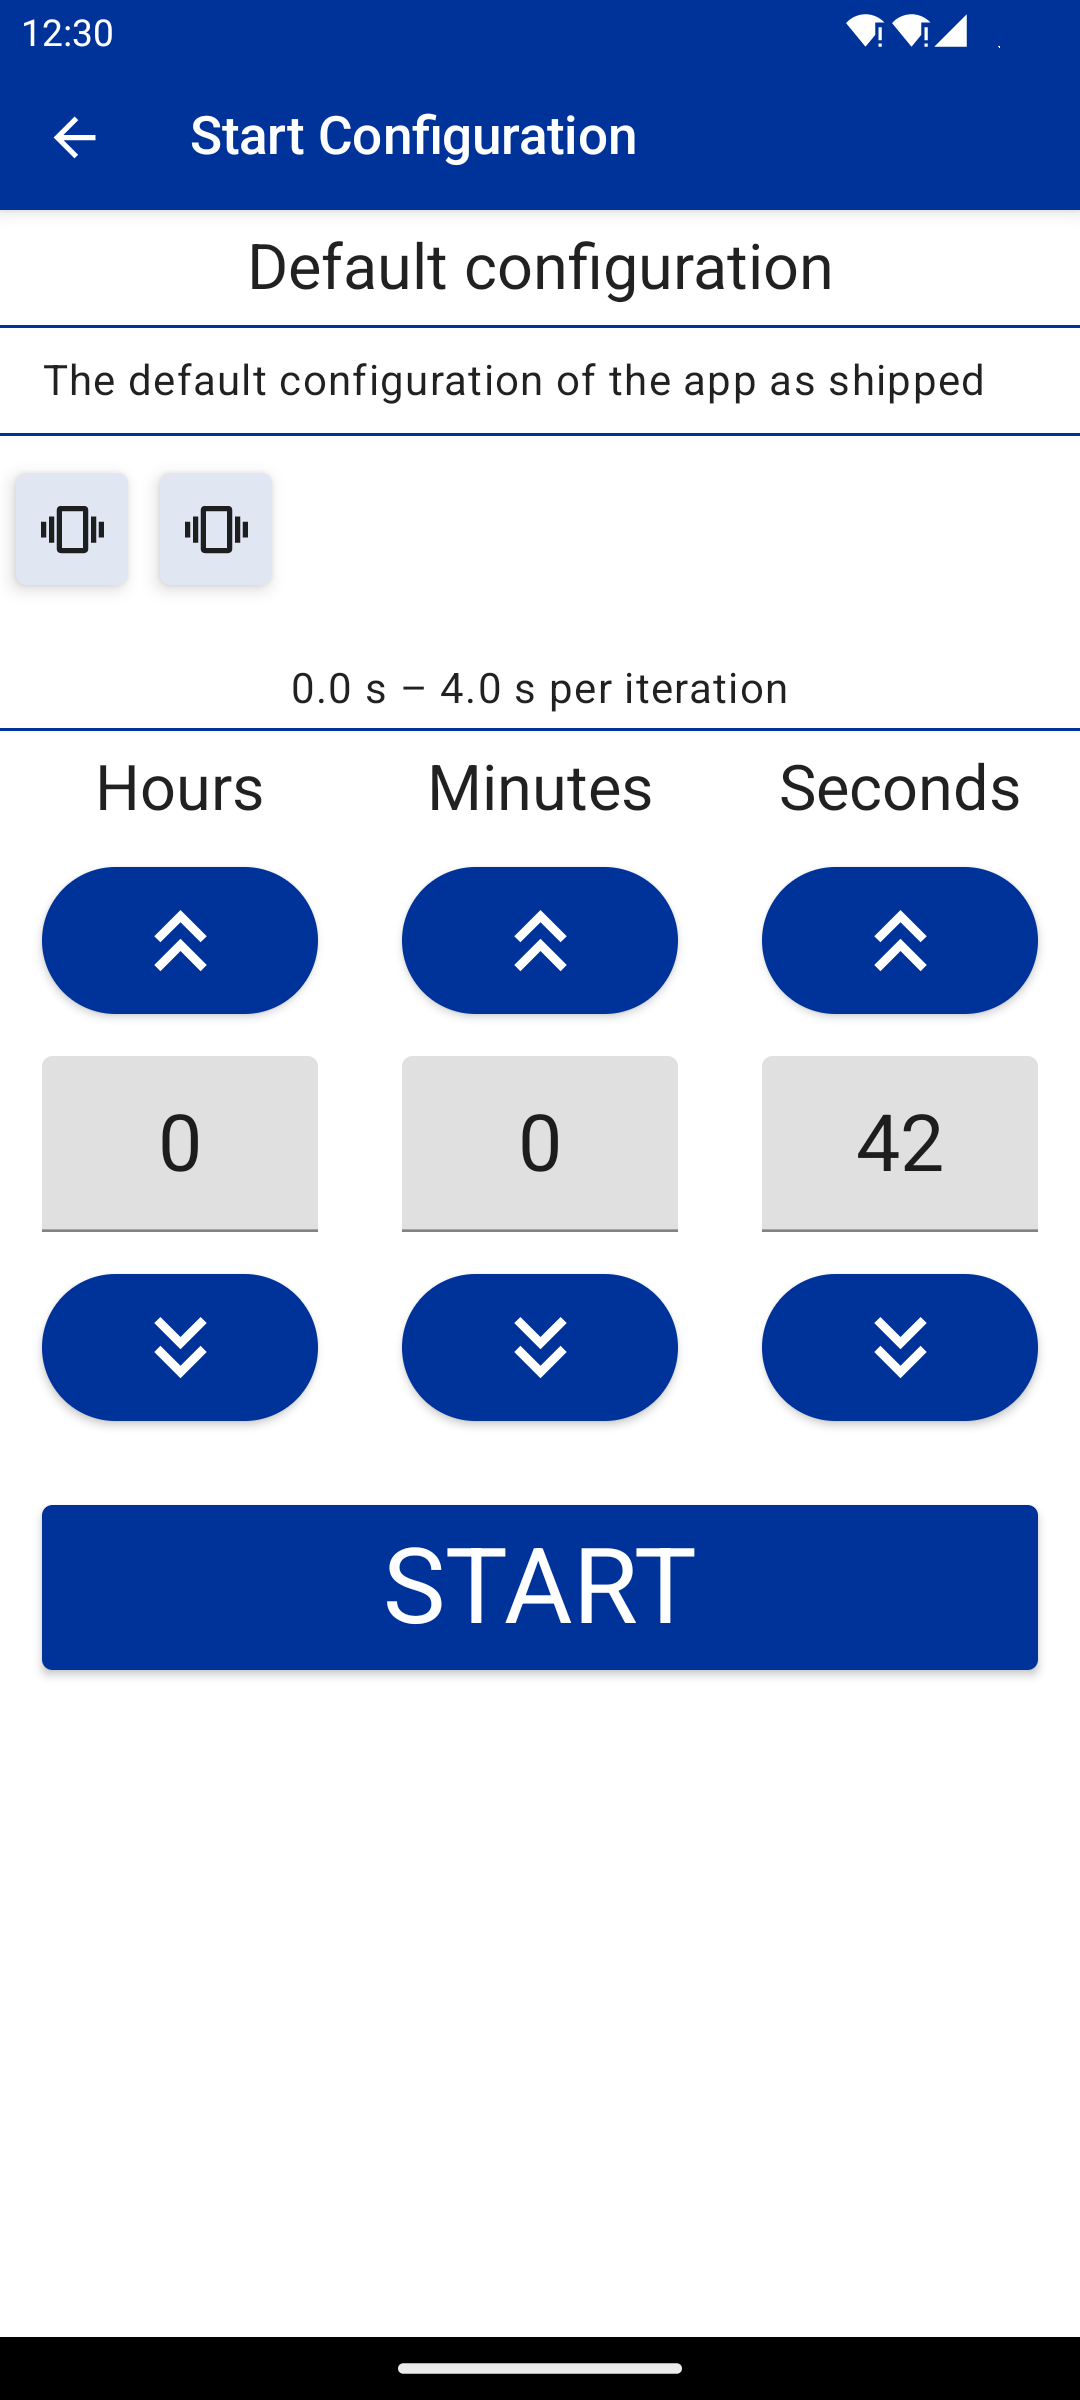 12:30
Start Configuration
Default configuration
The default configuration of the app as shipped
0.0 s – 4.0 s per iteration
Hours Minutes Seconds
0 0 42
START